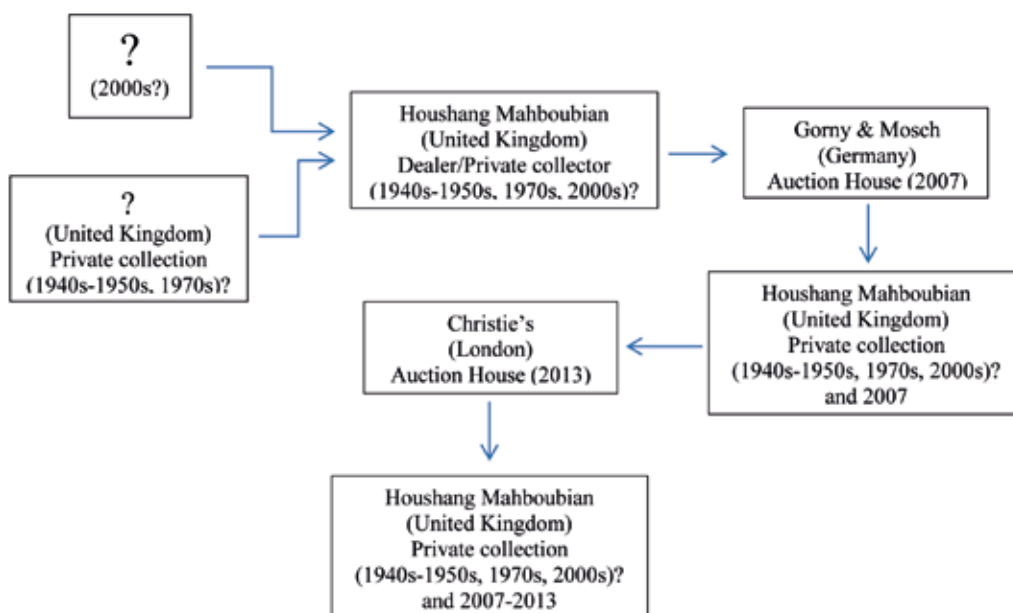 ?
(2000s?)
?
(United Kingdom)
Private collection
(1940s-1950s, 1970s)?
Houshang Mahboubian
(United Kingdom)
Dealer/Private collector
(1940s-1950s, 1970s, 2000s)?
Gorny & Mosch
(Germany)
Auction House (2007)
Houshang Mahboubian
(United Kingdom)
Private collection
(1940s-1950s, 1970s, 2000s)?
and 2007
Christie's
(London)
Auction House (2013)
Houshang Mahboubian
(United Kingdom)
Private collection
(1940s-1950s, 1970s, 2000s)?
and 2007-2013